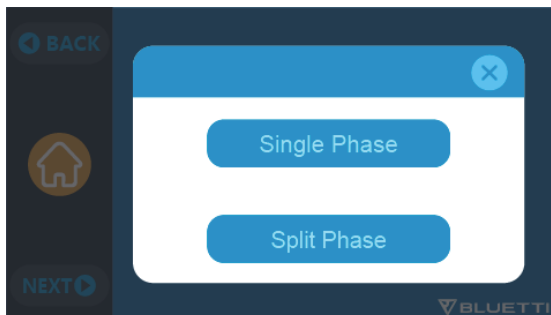 BACK
Single Phase
Split Phase
NEXT
BLUETTI